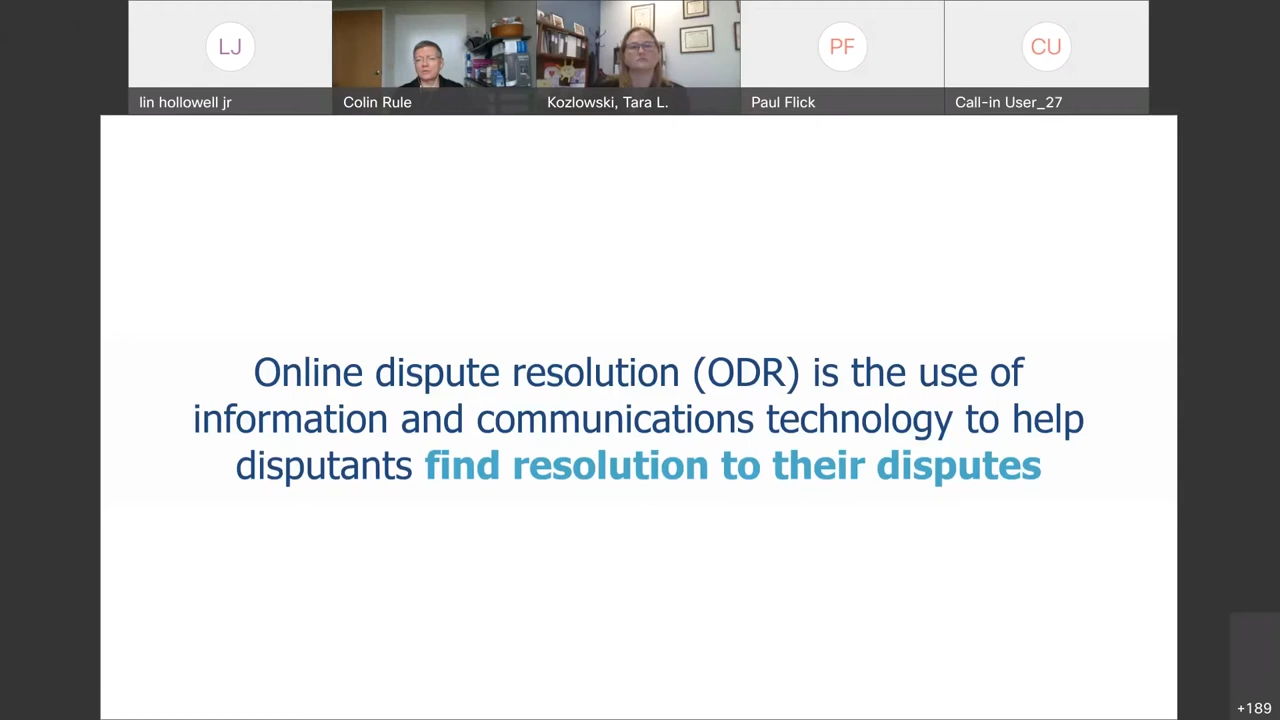 LJ
PF
CU
lin hollowell jr
Colin Rule
Kozlowski, Tara L.
Paul Flick
Call-in User_27
Online dispute resolution (ODR) is the use of
information and communications technology to help
disputants find resolution to their disputes
+189